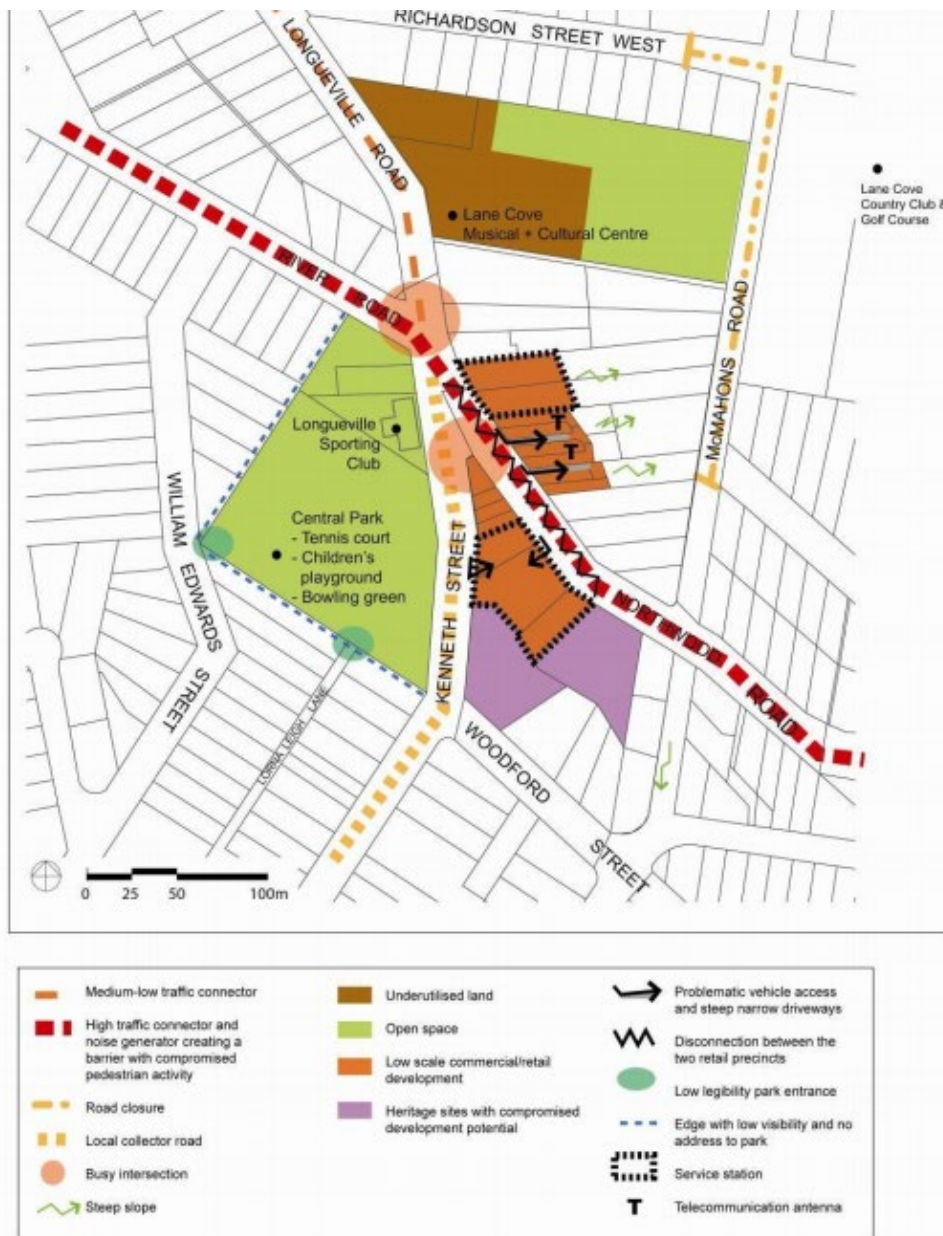 RICHARDSON STREET WEST
LONGUEVILLE ROAD
Lane Cove
Country Club &
Golf Course
Lane Cove
Musical + Cultural Centre
RIVER ROAD
McMAHONS ROAD
T
T
Longueville
Sporting
Club
WILLIAM EDWARDS STREET
Central Park
- Tennis court
- Children's
playground
- Bowling green
KENNETH STREET
NORTHWOOD ROAD
LORNA LEIGH LANE
WOODFORD STREET
0 25 50 100m
Medium-low traffic connector
High traffic connector and
noise generator creating a
barrier with compromised
pedestrian activity
Road closure
Local collector road
Busy intersection
Steep slope
Underutilised land
Open space
Low scale commercial/retail
development
Heritage sites with compromised
development potential
Problematic vehicle access
and steep narrow driveways
Disconnection between the
two retail precincts
Low legibility park entrance
Edge with low visibility and no
address to park
Service station
T Telecommunication antenna